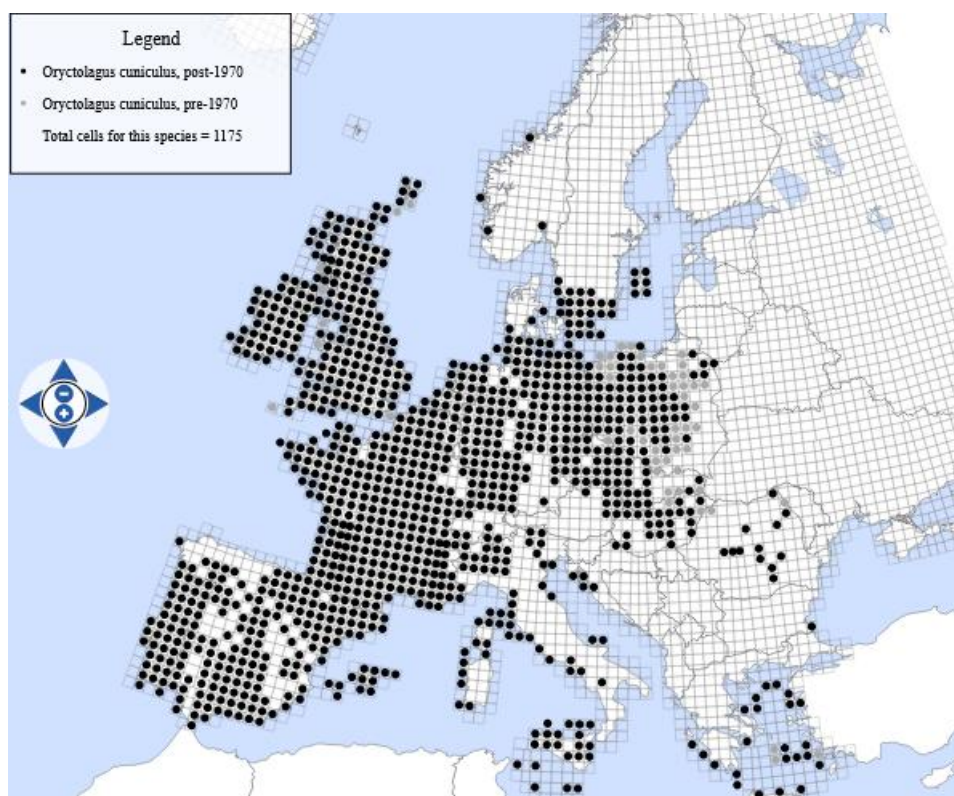 Legend
Oryctolagus cuniculus, post-1970
Oryctolagus cuniculus, pre-1970
Total cells for this species = 1175